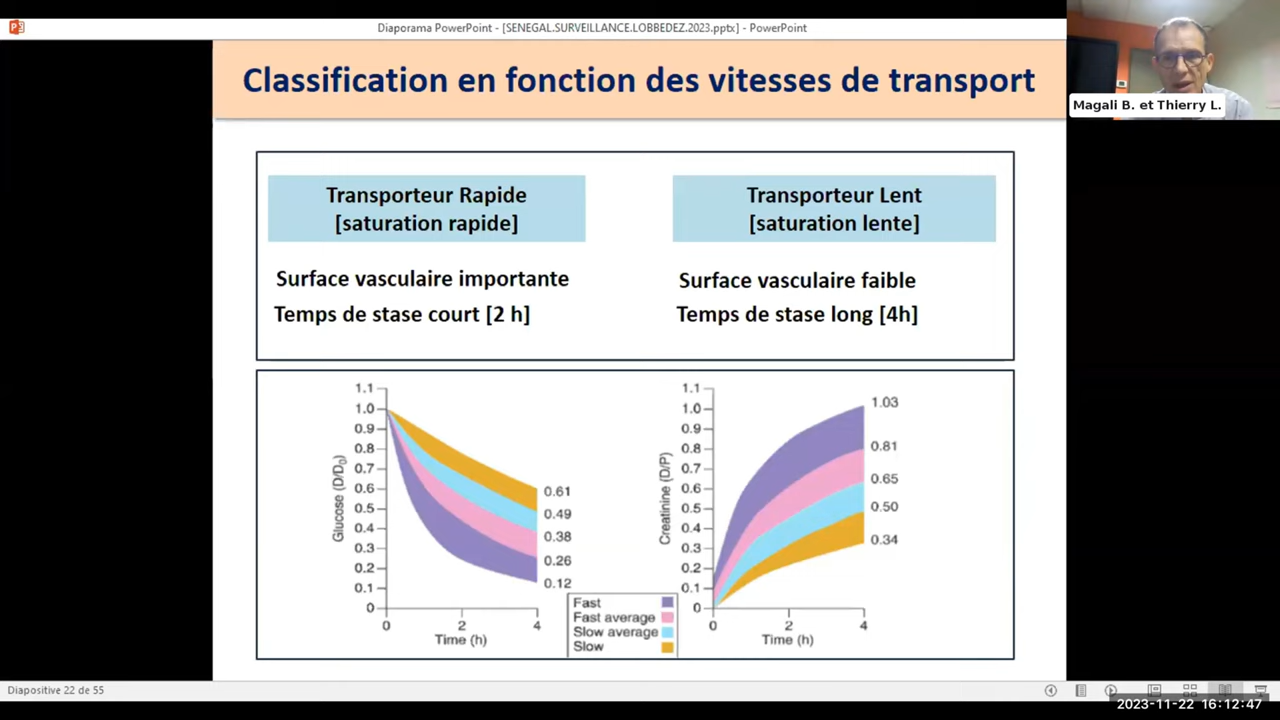 Diaporama PowerPoint - [SENEGAL.SURVEILLANCE.LOBBEDEZ.2023.pptx] - PowerPoint
Magali B. et Thierry L.
Classification en fonction des vitesses de transport
Transporteur Rapide
[saturation rapide]
Surface vasculaire importante
Temps de stase court [2 h]
Transporteur Lent
[saturation lente]
Surface vasculaire faible
Temps de stase long [4h]
Glucose (D/D0)
1.1
1.0
0.9
0.8
0.7
0.6
0.5
0.4
0.3
0.2
0.1
0
0.61
0.49
0.38
0.26
0.12
0 2 4
Time (h)
Fast
Fast average
Slow average
Slow
Creatinine (D/P)
1.1
1.0
0.9
0.8
0.7
0.6
0.5
0.4
0.3
0.2
0.1
0
1.03
0.81
0.65
0.50
0.34
0 2 4
Time (h)
Diapositive 22 de 55
2023-11-22 16:12:47